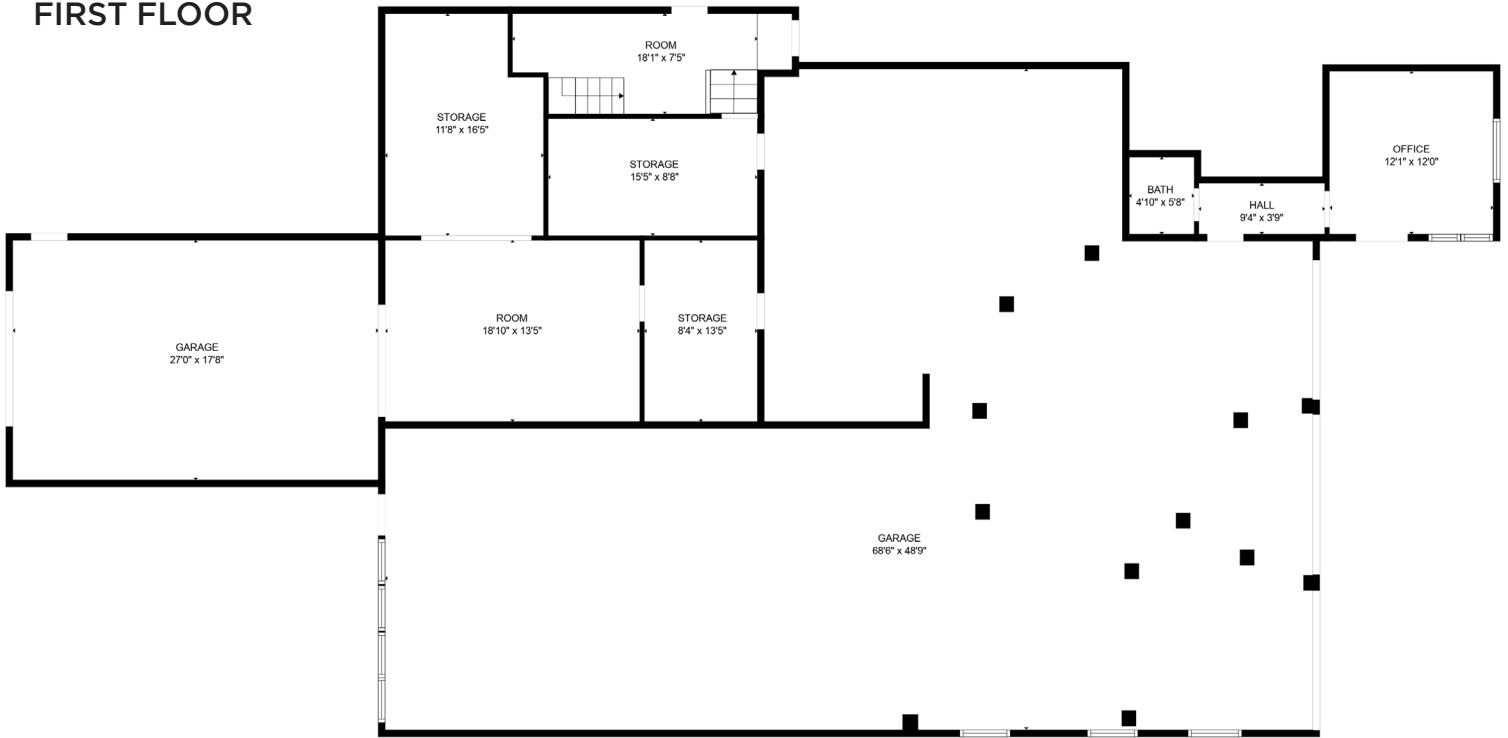 FIRST FLOOR
ROOM
18'1" x 7'5"
STORAGE
11'8" x 16'5"
STORAGE
15'5" x 8'8"
OFFICE
12'1" x 12'0"
BATH
4'10" x 5'8"
HALL
9'4" x 3'9"
ROOM
18'10" x 13'5"
STORAGE
8'4" x 13'5"
GARAGE
27'0" x 17'8"
GARAGE
68'6" x 48'9"